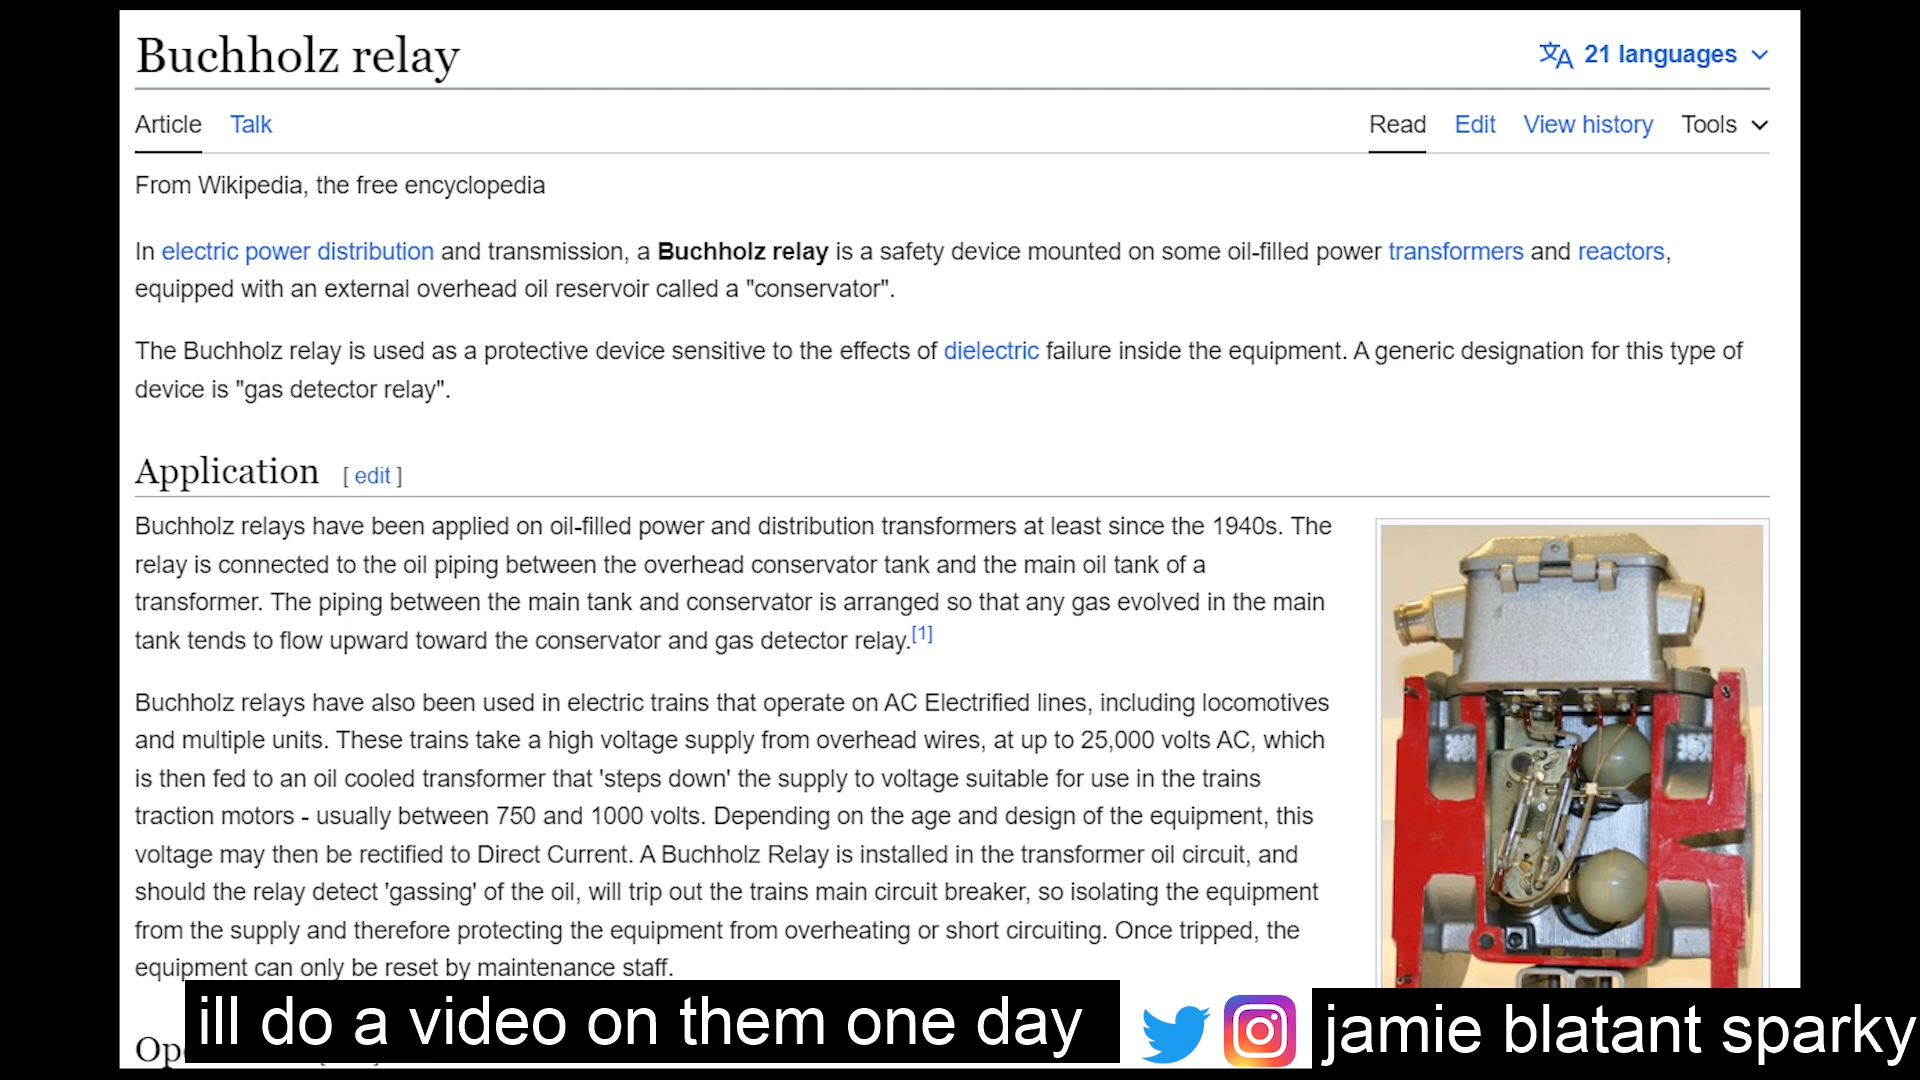 Buchholz relay
21 languages
Article Talk
Read Edit View history Tools
From Wikipedia, the free encyclopedia
In electric power distribution and transmission, a Buchholz relay is a safety device mounted on some oil-filled power transformers and reactors,
equipped with an external overhead oil reservoir called a "conservator".
The Buchholz relay is used as a protective device sensitive to the effects of dielectric failure inside the equipment. A generic designation for this type of
device is "gas detector relay".
Application [ edit ]
Buchholz relays have been applied on oil-filled power and distribution transformers at least since the 1940s. The
relay is connected to the oil piping between the overhead conservator tank and the main oil tank of a
transformer. The piping between the main tank and conservator is arranged so that any gas evolved in the main
tank tends to flow upward toward the conservator and gas detector relay.[1]
Buchholz relays have also been used in electric trains that operate on AC Electrified lines, including locomotives
and multiple units. These trains take a high voltage supply from overhead wires, at up to 25,000 volts AC, which
is then fed to an oil cooled transformer that 'steps down' the supply to voltage suitable for use in the trains
traction motors - usually between 750 and 1000 volts. Depending on the age and design of the equipment, this
voltage may then be rectified to Direct Current. A Buchholz Relay is installed in the transformer oil circuit, and
should the relay detect 'gassing' of the oil, will trip out the trains main circuit breaker, so isolating the equipment
from the supply and therefore protecting the equipment from overheating or short circuiting. Once tripped, the
equipment can only be reset by maintenance staff.
ill do a video on them one day
jamie blatant sparky